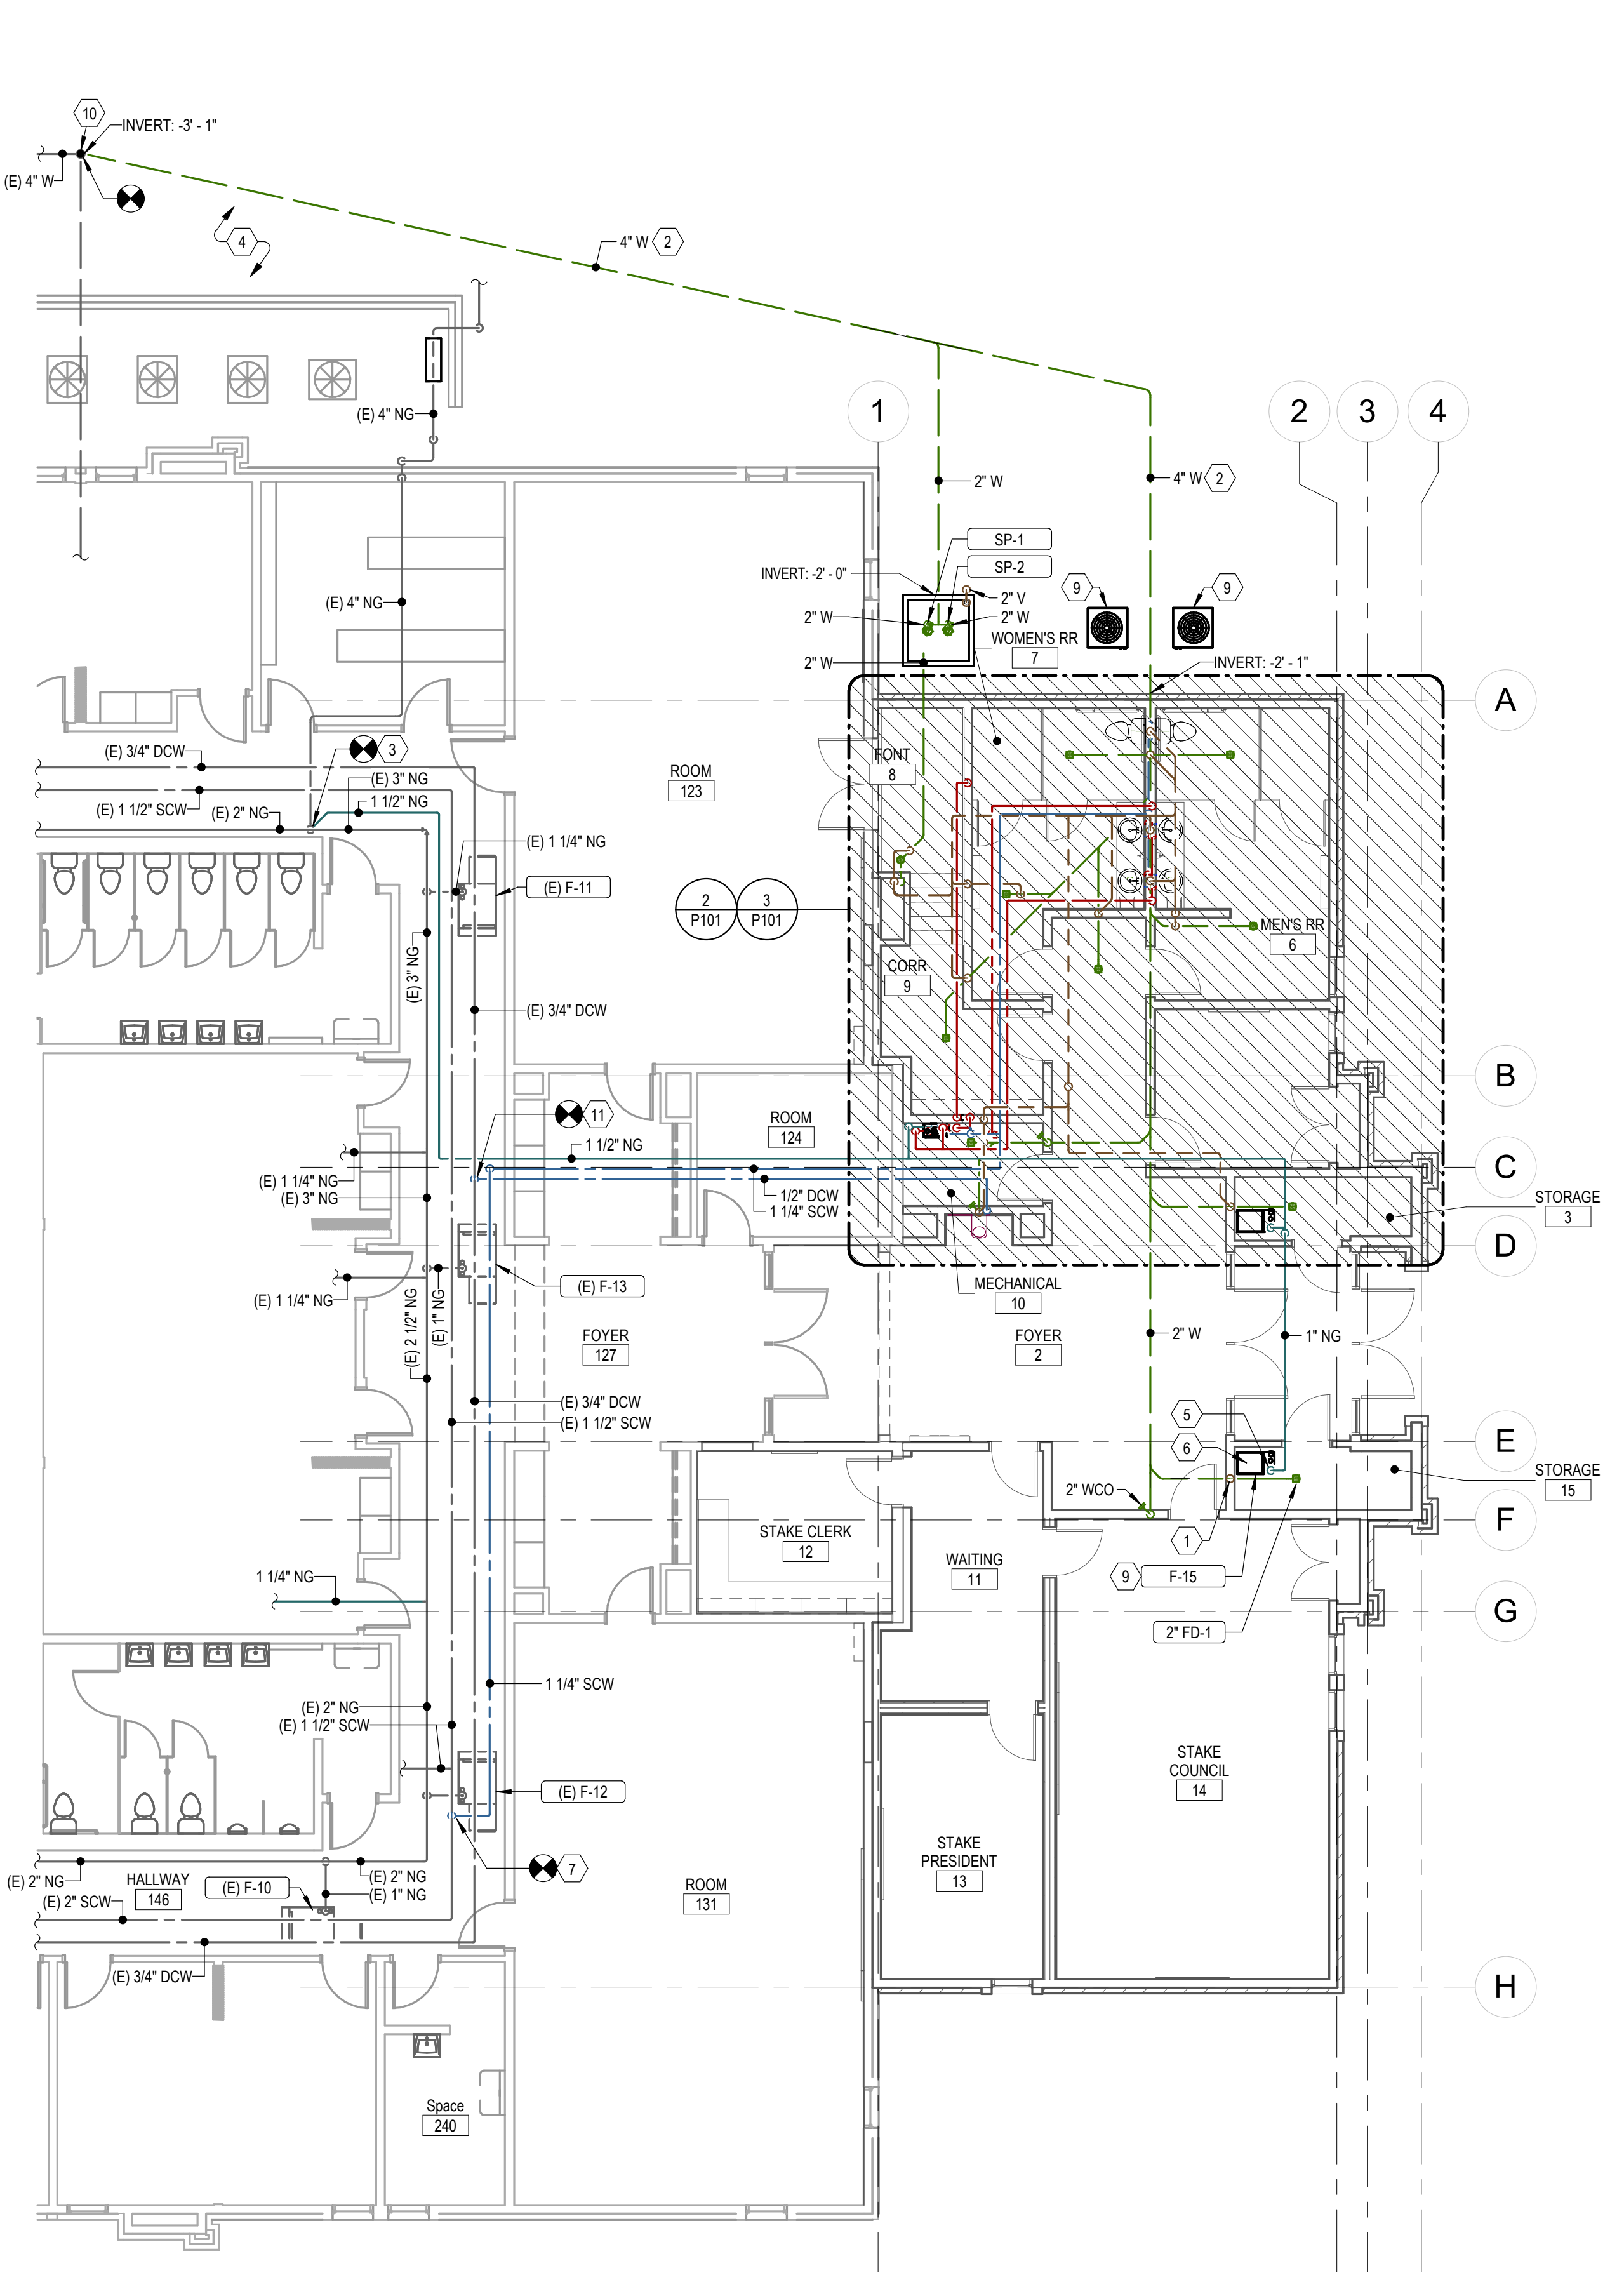 10
INVERT: -3' - 1"
(E) 4" W
4
4" W
2
(E) 4" NG
1
2
3
4
2" W
4" W
2
SP-1
SP-2
INVERT: -2' - 0"
2" V
2" W
2" W
9
9
(E) 4" NG
WOMEN'S RR
7
2" W
INVERT: -2' - 1"
A
(E) 3/4" DCW
3
FONT
8
ROOM
123
(E) 3" NG
(E) 1 1/2" SCW
(E) 2" NG
1 1/2" NG
(E) 1 1/4" NG
(E) F-11
2
P101
3
P101
MEN'S RR
6
(E) 3" NG
CORR
9
(E) 3/4" DCW
B
11
ROOM
124
1 1/2" NG
(E) 1 1/4" NG
(E) 3" NG
C
1/2" DCW
1 1/4" SCW
STORAGE
3
D
(E) F-13
(E) 1 1/4" NG
(E) 1" NG
(E) 2 1/2" NG
MECHANICAL
10
FOYER
127
FOYER
2
2" W
1" NG
(E) 3/4" DCW
(E) 1 1/2" SCW
5
6
E
STORAGE
15
2" WCO
F
STAKE CLERK
12
1
WAITING
11
9
F-15
1 1/4" NG
G
2" FD-1
1 1/4" SCW
(E) 2" NG
(E) 1 1/2" SCW
STAKE
COUNCIL
14
(E) F-12
STAKE
PRESIDENT
13
7
(E) 2" NG
HALLWAY
146
(E) F-10
(E) 2" NG
(E) 1" NG
(E) 2" SCW
ROOM
131
(E) 3/4" DCW
H
Space
240